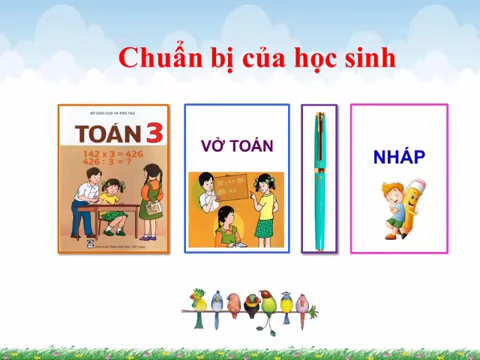 Chuẩn bị của học sinh
BỘ GIÁO DỤC VÀ ĐÀO TẠO
TOÁN 3
142 x 3 = 426
426 : 3 = ?
VỞ TOÁN
NHÁP